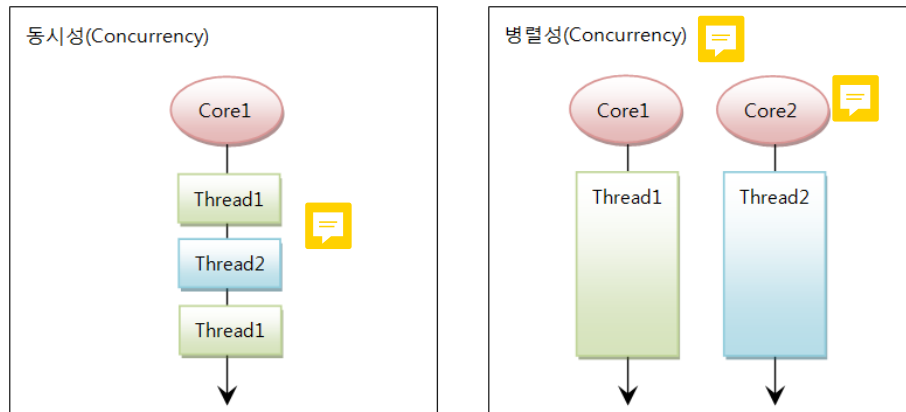 동시성(Concurrency)
Core1
Thread1
Thread2
Thread1
병렬성(Concurrency)
Core1
Core2
Thread1
Thread2